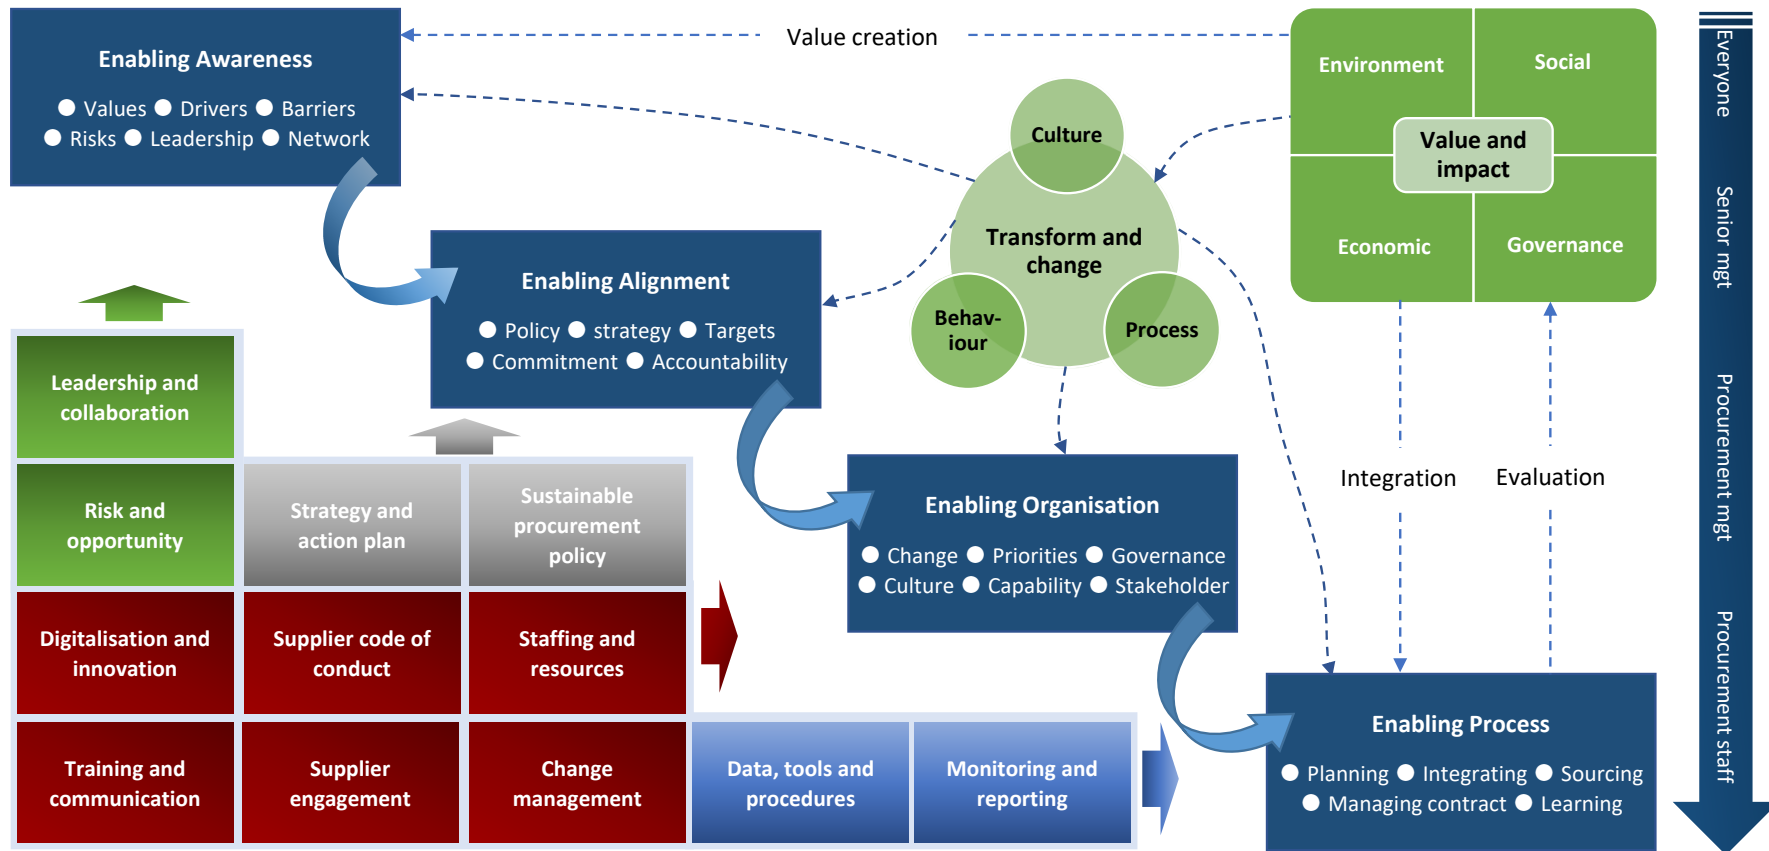 Enabling Awareness
● Values ● Drivers ● Barriers
● Risks ● Leadership ● Network
Value creation
Environment
Social
Value and
impact
Economic
Governance
Culture
Transform and
change
Behav-
iour
Process
Enabling Alignment
● Policy ● strategy ● Targets
● Commitment ● Accountability
Enabling Organisation
● Change ● Priorities ● Governance
● Culture ● Capability ● Stakeholder
Integration
Evaluation
Enabling Process
● Planning ● Integrating ● Sourcing
● Managing contract ● Learning
Everyone
Senior mgt
Procurement mgt
Procurement staff
Leadership and
collaboration
Risk and
opportunity
Strategy and
action plan
Sustainable
procurement
policy
Digitalisation and
innovation
Supplier code of
conduct
Staffing and
resources
Training and
communication
Supplier
engagement
Change
management
Data, tools and
procedures
Monitoring and
reporting